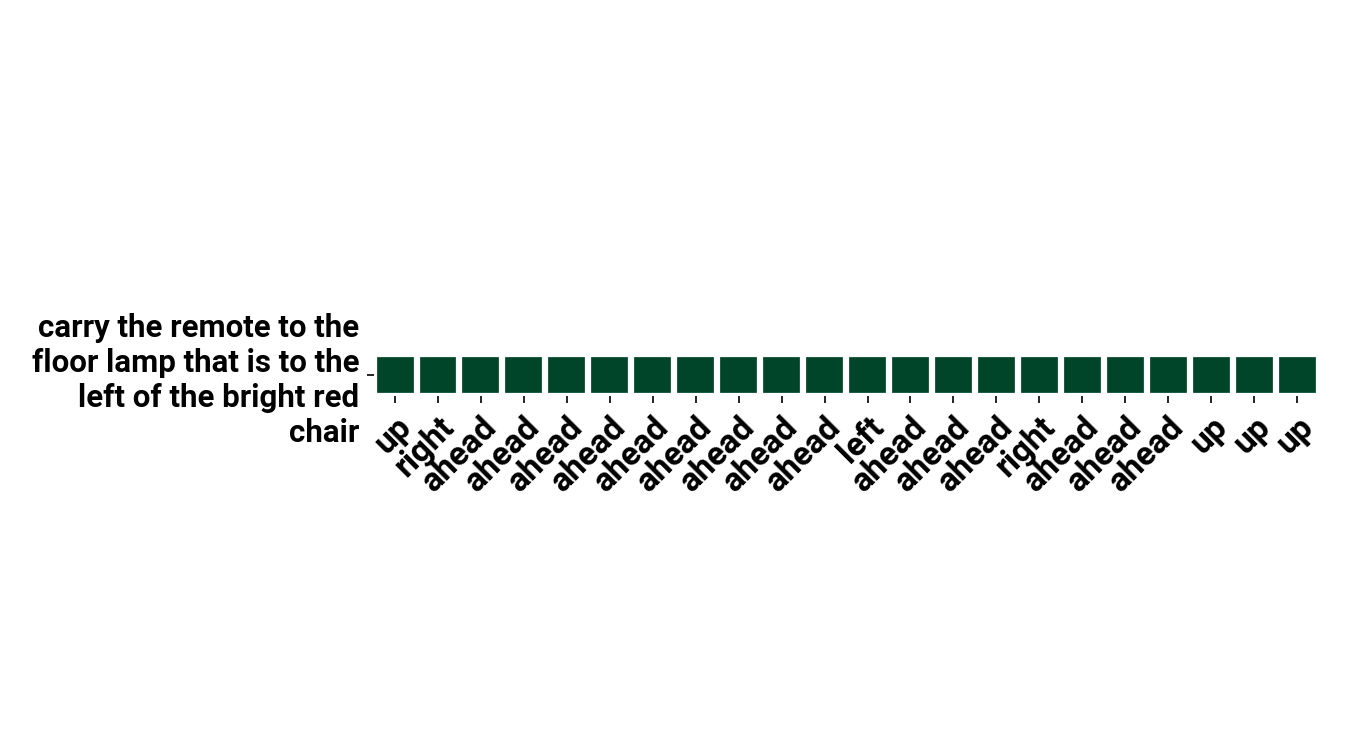 carry the remote to the
floor lamp that is to the
left of the bright red
chair
up
right
ahead
ahead
ahead
ahead
ahead
ahead
ahead
ahead
ahead
left
ahead
ahead
ahead
right
ahead
ahead
ahead
up
up
up